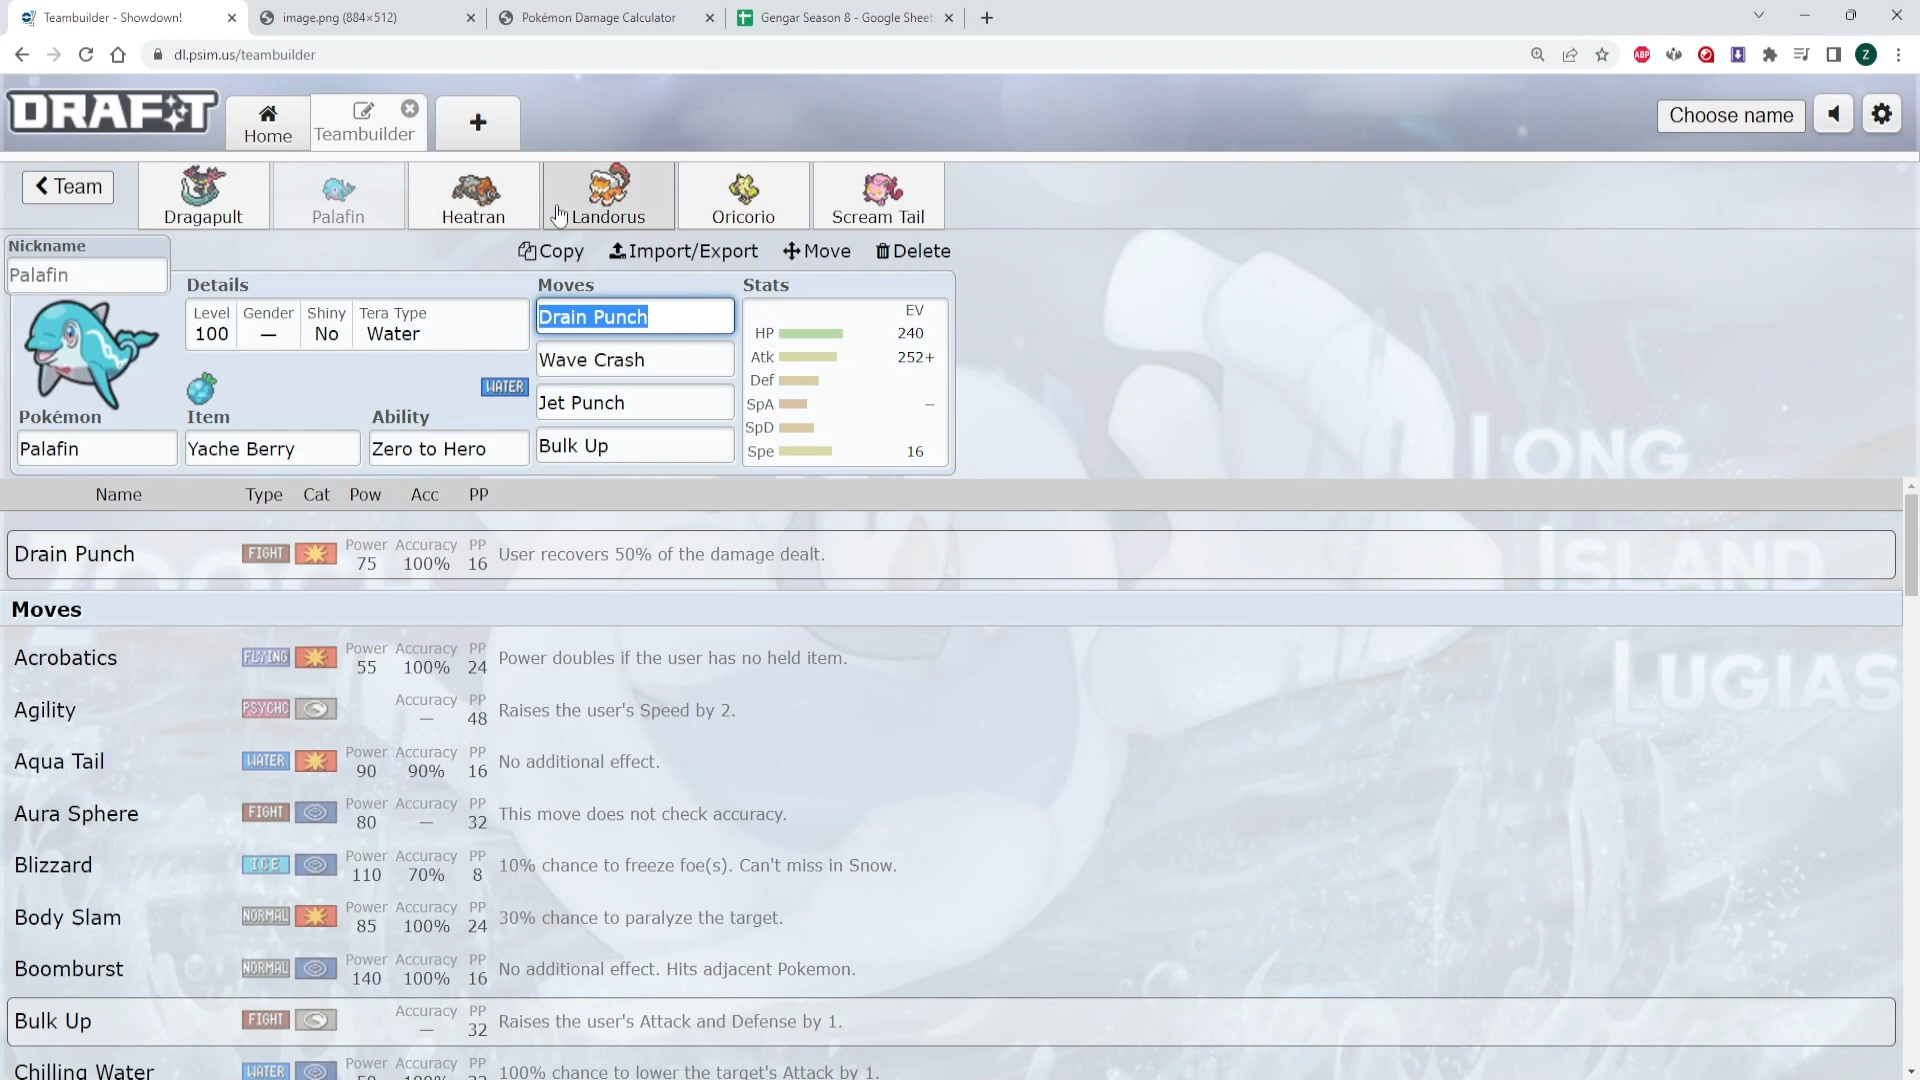 Teambuilder - Showdown!
image.png (884×512)
Pokémon Damage Calculator
Gengar Season 8 - Google Sheet
dl.psim.us/teambuilder
ABP
Z
DRAFT
Home
Teambuilder
Choose name
Team
Dragapult
Palafin
Heatran
Landorus
Oricorio
Scream Tail
Copy
Import/Export
Move
Delete
Nickname
Palafin
Details
Level
Gender
Shiny
Tera Type
100
—
No
Water
WATER
Pokémon
Item
Ability
Palafin
Yache Berry
Zero to Hero
Moves
Drain Punch
Wave Crash
Jet Punch
Bulk Up
Stats
EV
HP 240
Atk 252+
Def
SpA –
SpD
Spe 16
LONG
ISLAND
LUGIAS
Name Type Cat Pow Acc PP
Drain Punch FIGHT Power 75 Accuracy 100% PP 16 User recovers 50% of the damage dealt.
Moves
Acrobatics FLYING Power 55 Accuracy 100% PP 24 Power doubles if the user has no held item.
Agility PSYCHC Accuracy — PP 48 Raises the user's Speed by 2.
Aqua Tail WATER Power 90 Accuracy 90% PP 16 No additional effect.
Aura Sphere FIGHT Power 80 Accuracy — PP 32 This move does not check accuracy.
Blizzard ICE Power 110 Accuracy 70% PP 8 10% chance to freeze foe(s). Can't miss in Snow.
Body Slam NORMAL Power 85 Accuracy 100% PP 24 30% chance to paralyze the target.
Boomburst NORMAL Power 140 Accuracy 100% PP 16 No additional effect. Hits adjacent Pokemon.
Bulk Up FIGHT Accuracy — PP 32 Raises the user's Attack and Defense by 1.
Chilling Water WATER Power 50 Accuracy 100% PP 32 100% chance to lower the target's Attack by 1.